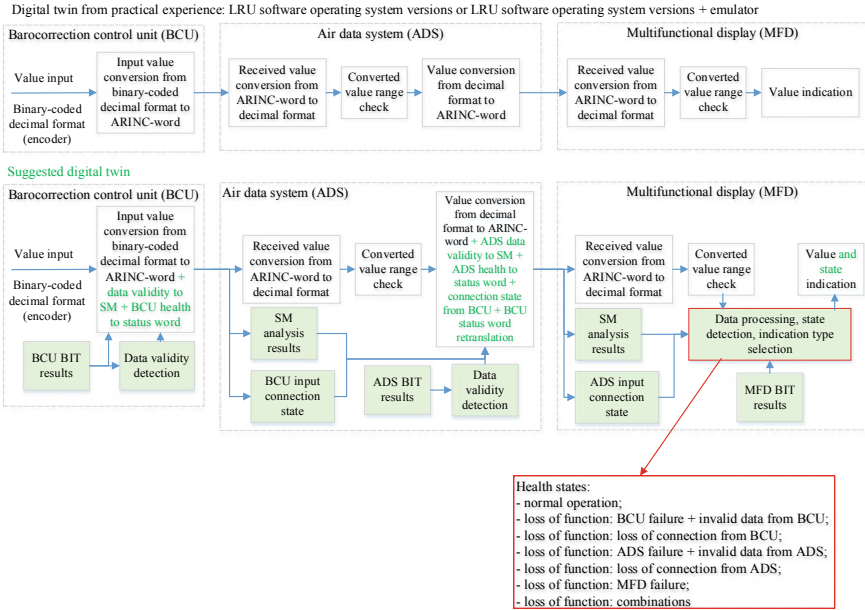 Digital twin from practical experience: LRU software operating system versions or LRU software operating system versions + emulator
Barocorrection control unit (BCU)
Value input
Binary-coded
decimal format
(encoder)
Input value
conversion from
binary-coded
decimal format to
ARINC-word
Air data system (ADS)
Received value
conversion from
ARINC-word to
decimal format
Converted
value range
check
Value conversion
from decimal
format to
ARINC-word
Multifunctional display (MFD)
Received value
conversion from
ARINC-word to
decimal format
Converted
value range
check
Value indication
Suggested digital twin
Barocorrection control unit (BCU)
Value input
Binary-coded
decimal format
(encoder)
Input value
conversion from
binary-coded
decimal format to
ARINC-word +
data validity to
SM + BCU health
to status word
BCU BIT
results
Data validity
detection
Air data system (ADS)
Received value
conversion from
ARINC-word to
decimal format
Converted
value range
check
Value conversion
from decimal
format to ARINC-
word + ADS data
validity to SM +
ADS health to
status word +
connection state
from BCU + BCU
status word
retranslation
SM
analysis
results
BCU input
connection
state
ADS BIT
results
Data
validity
detection
Multifunctional display (MFD)
Received value
conversion from
ARINC-word to
decimal format
Converted
value range
check
Value and
state
indication
SM
analysis
results
Data processing, state
detection, indication type
selection
ADS input
connection
state
MFD BIT
results
Health states:
- normal operation;
- loss of function: BCU failure + invalid data from BCU;
- loss of function: loss of connection from BCU;
- loss of function: ADS failure + invalid data from ADS;
- loss of function: loss of connection from ADS;
- loss of function: MFD failure;
- loss of function: combinations